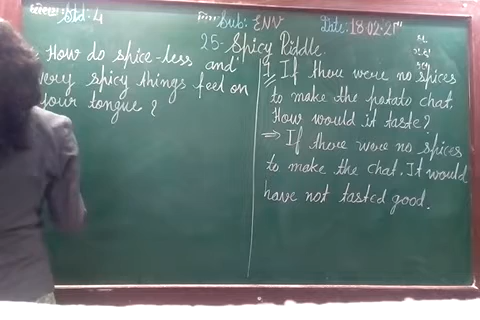 Std: 4
Sub: ENV
Date: 18-02-21
25-Spicy Riddle
How do spice-less and
very spicy things feel on
your tongue?
If there were no spices
to make the potato chat.
How would it taste?
⇒ If there were no spices
to make the chat. It would
have not tasted good.